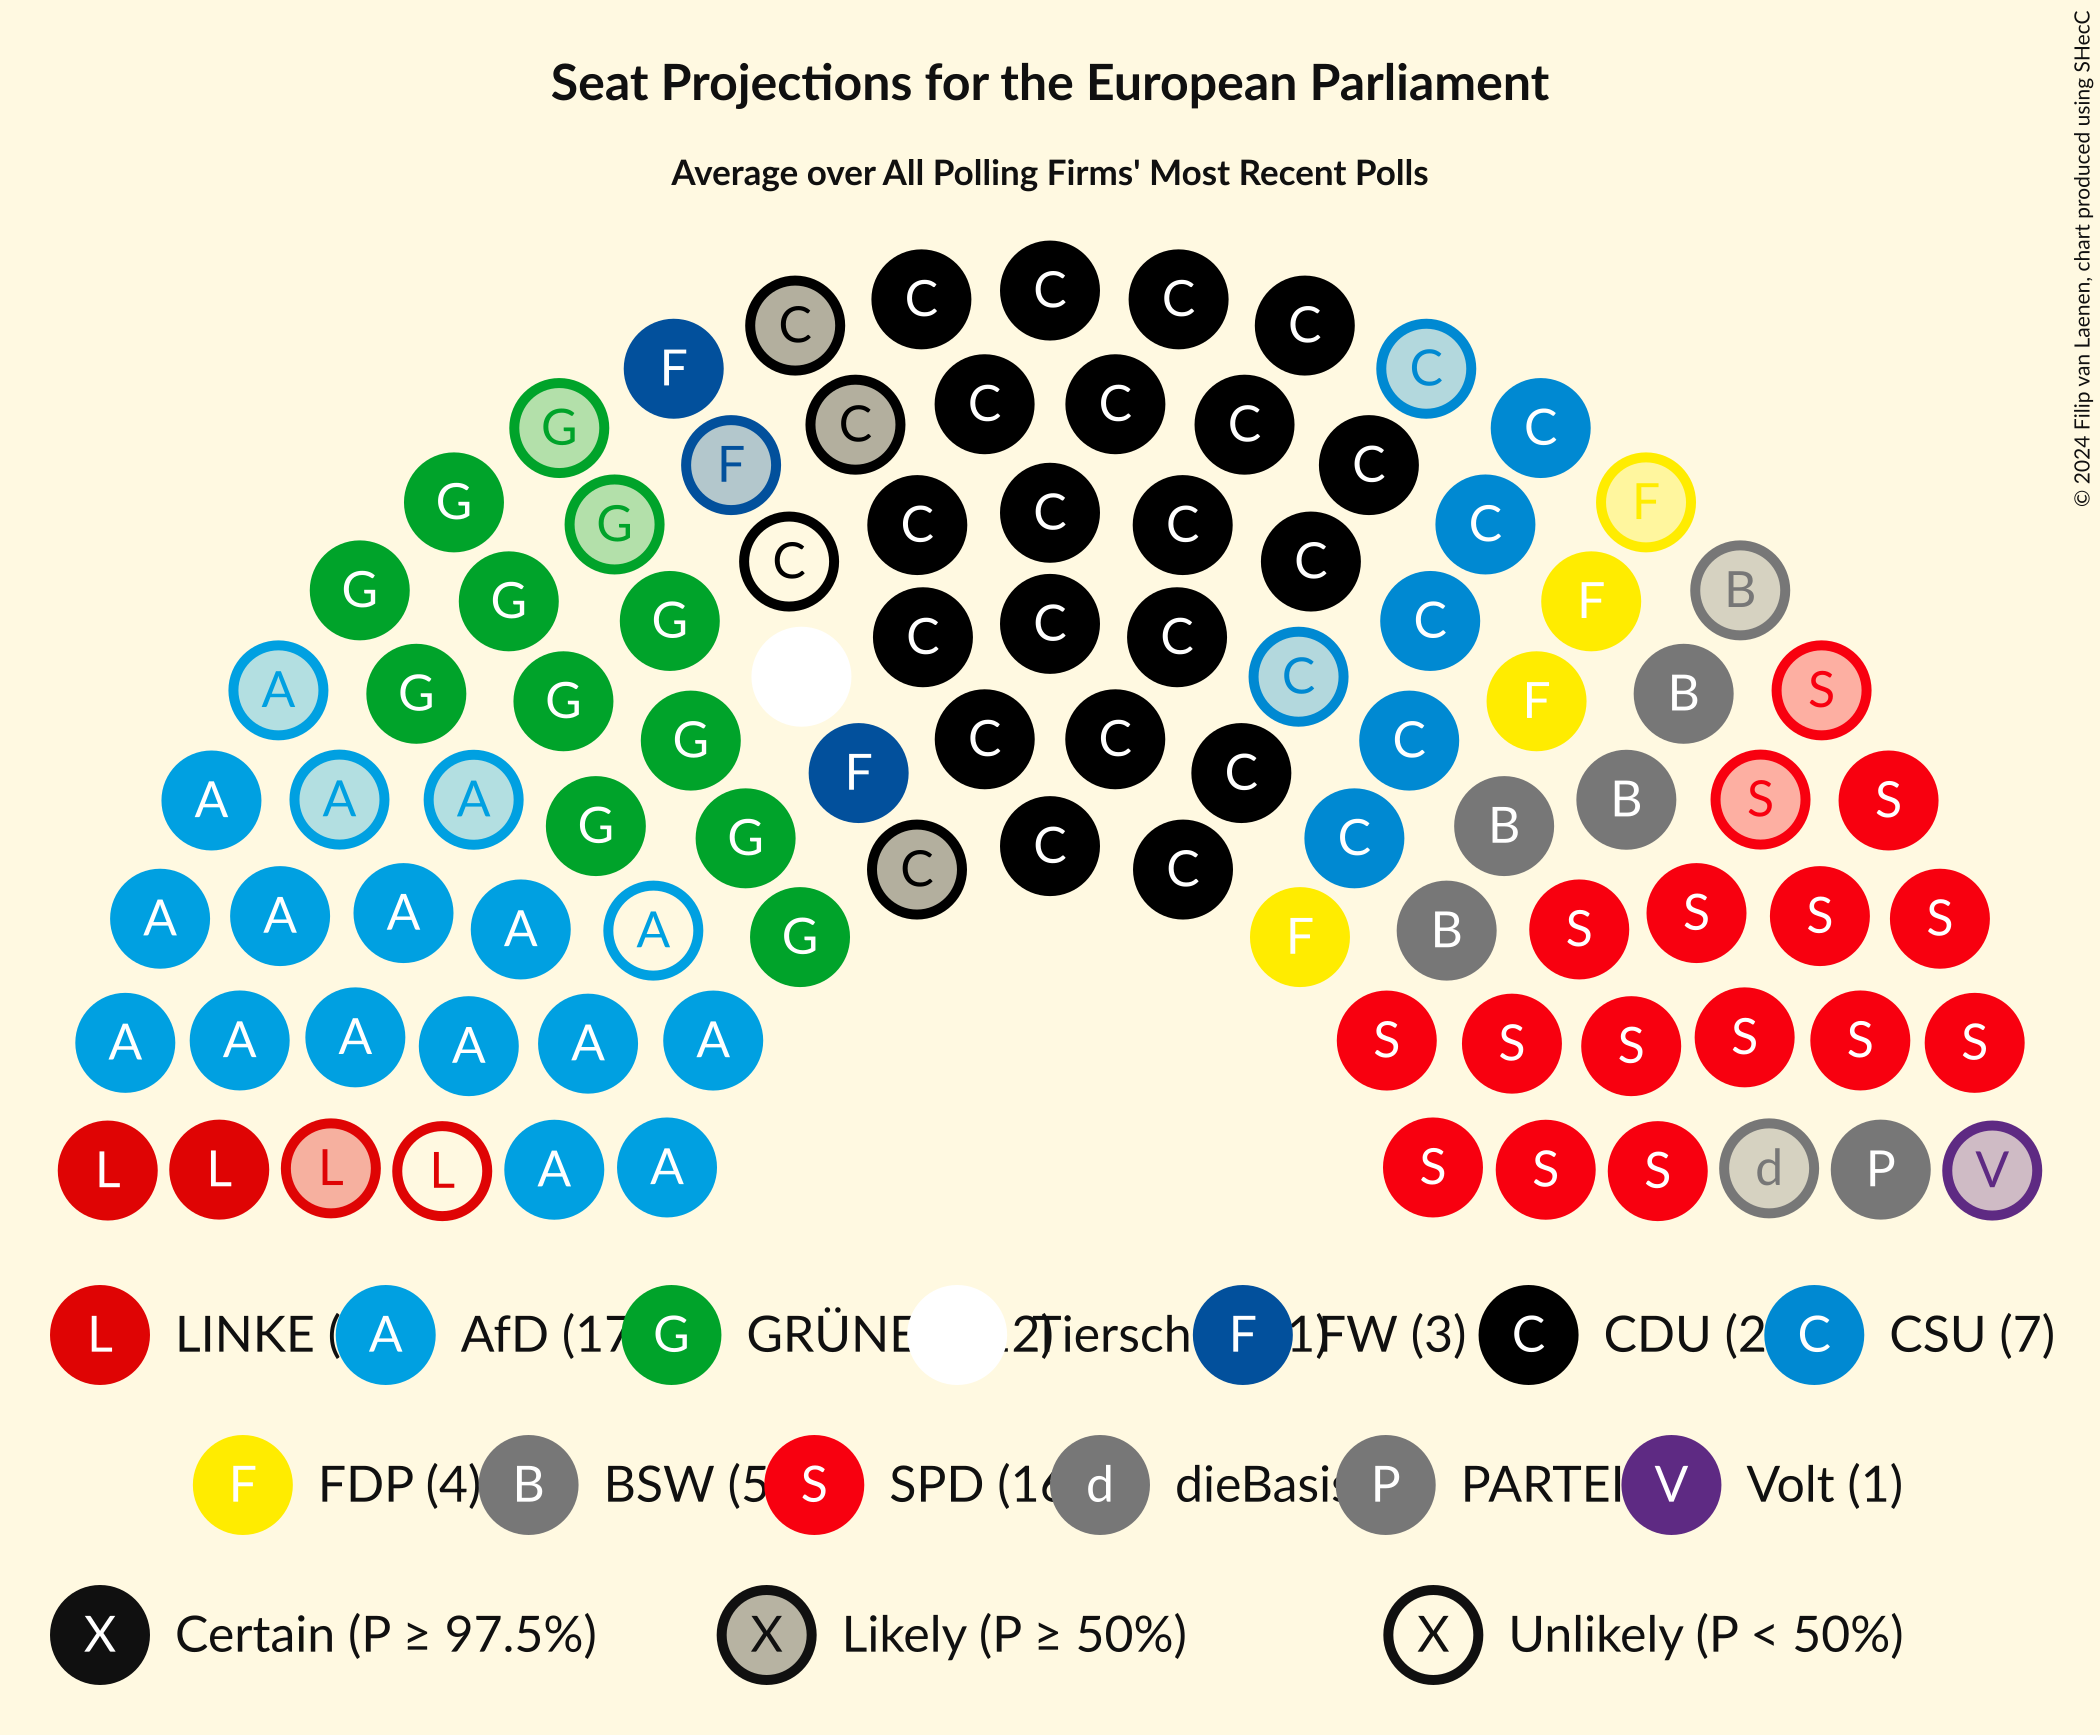 Seat Projections for the European Parliament
Average over All Polling Firms' Most Recent Polls
© 2024 Filip van Laenen, chart produced using SHecC
C C C C C
F C
G C C C C C C
G F C C
G C C C C F
G G C C C C C
G G C C F B
A G G C C C C F B S
G C C C F
A A A G G F C C C B B S S
C C C
A A A A A G F B S S S S
A A A A A A S S S S S S
L L L L A A S S S d P V
L LINKE ( A AfD (17 G GRÜNE 2) Tiersch F 1) FW (3) C CDU (2 C CSU (7)
F FDP (4) B BSW (5 S SPD (16 d dieBasis P PARTEI V Volt (1)
X Certain (P ≥ 97.5%) X Likely (P ≥ 50%) X Unlikely (P < 50%)